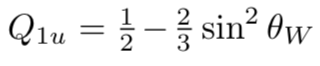 Q_{1u} = \frac{1}{2} - \frac{2}{3} \sin^2 \theta_W